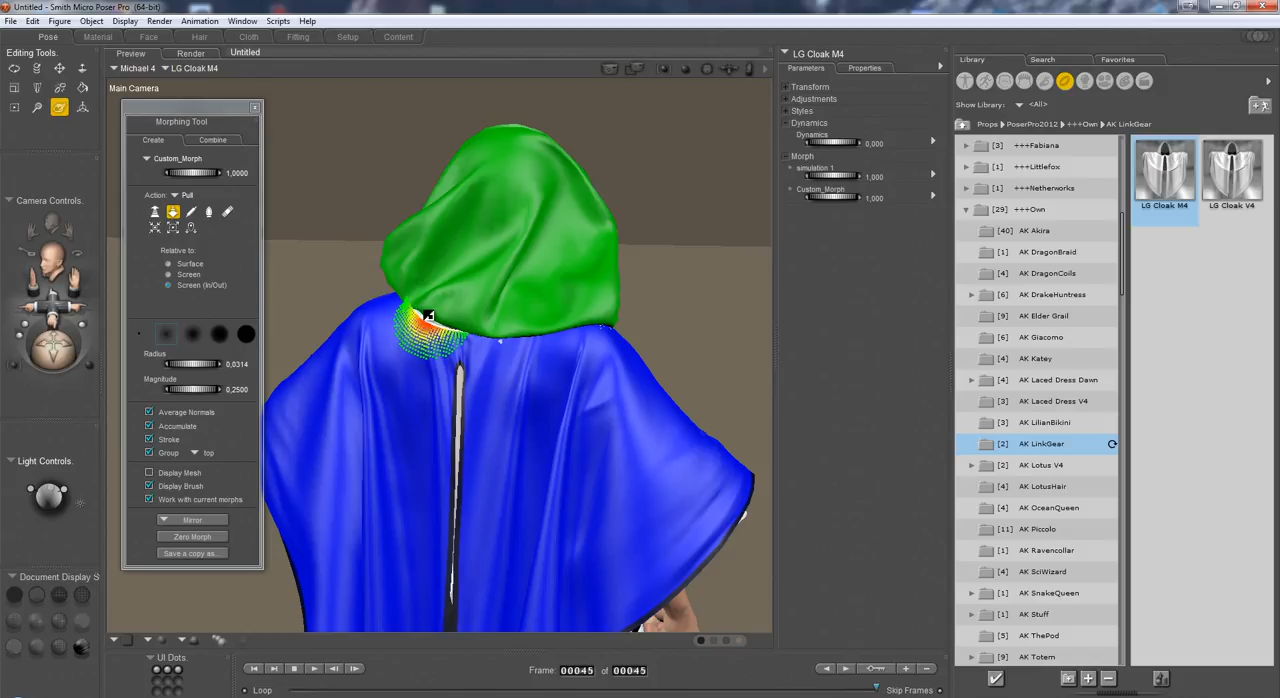 Untitled - Smith Micro Poser Pro (64-bit)
File Edit Figure Object Display Render Animation Window Scripts Help
Pose Material Face Hair Cloth Fitting Setup Content
Editing Tools.
Preview Render Untitled
Michael 4 LG Cloak M4
Main Camera
Morphing Tool
Create Combine
Custom_Morph
1,0000
Action: Pull
Relative to:
Surface
Screen
Screen (In/Out)
Radius
0,0314
Magnitude
0,2500
Average Normals
Accumulate
Stroke
Group top
Display Mesh
Display Brush
Work with current morphs
Mirror
Zero Morph
Save a copy as...
Camera Controls.
Light Controls.
Document Display S
UI Dots.
Frame: 00045 of 00045
Loop
Skip Frames
LG Cloak M4
Parameters Properties
Transform
Adjustments
Styles
Dynamics
Dynamics
0,000
Morph
simulation 1
1,000
Custom_Morph
1,000
Library Search Favorites
Show Library: <All>
Props PoserPro2012 +++Own AK LinkGear
[3] +++Fabiana
[1] +++Littlefox
[1] +++Netherworks
[29] +++Own
[40] AK Akira
[1] AK DragonBraid
[4] AK DragonCoils
[6] AK DrakeHuntress
[9] AK Elder Grail
[6] AK Giacomo
[4] AK Katey
[4] AK Laced Dress Dawn
[3] AK Laced Dress V4
[3] AK LilianBikini
[2] AK LinkGear
[2] AK Lotus V4
[4] AK LotusHair
[4] AK OceanQueen
[11] AK Piccolo
[1] AK Ravencollar
[4] AK SciWizard
[1] AK SnakeQueen
[1] AK Stuff
[5] AK ThePod
[9] AK Totem
LG Cloak M4
LG Cloak V4